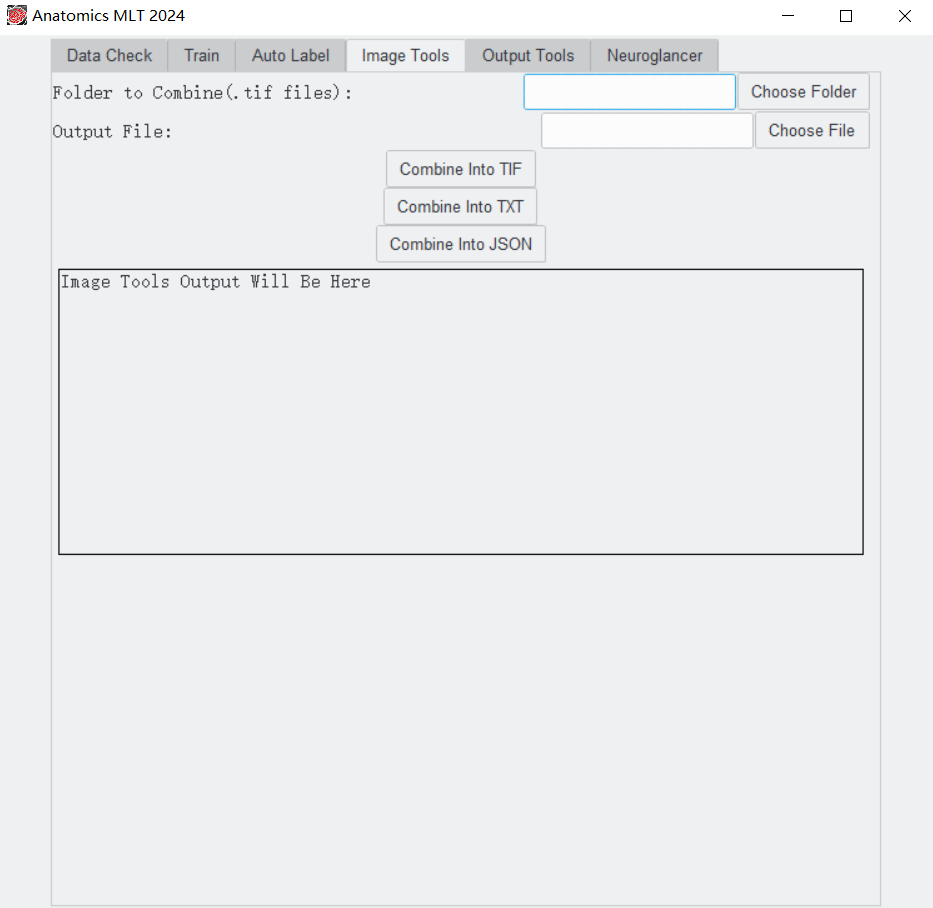 Anatomics MLT 2024
Data Check Train Auto Label Image Tools Output Tools Neuroglancer
Folder to Combine(.tif files): Choose Folder
Output File: Choose File
Combine Into TIF
Combine Into TXT
Combine Into JSON
Image Tools Output Will Be Here